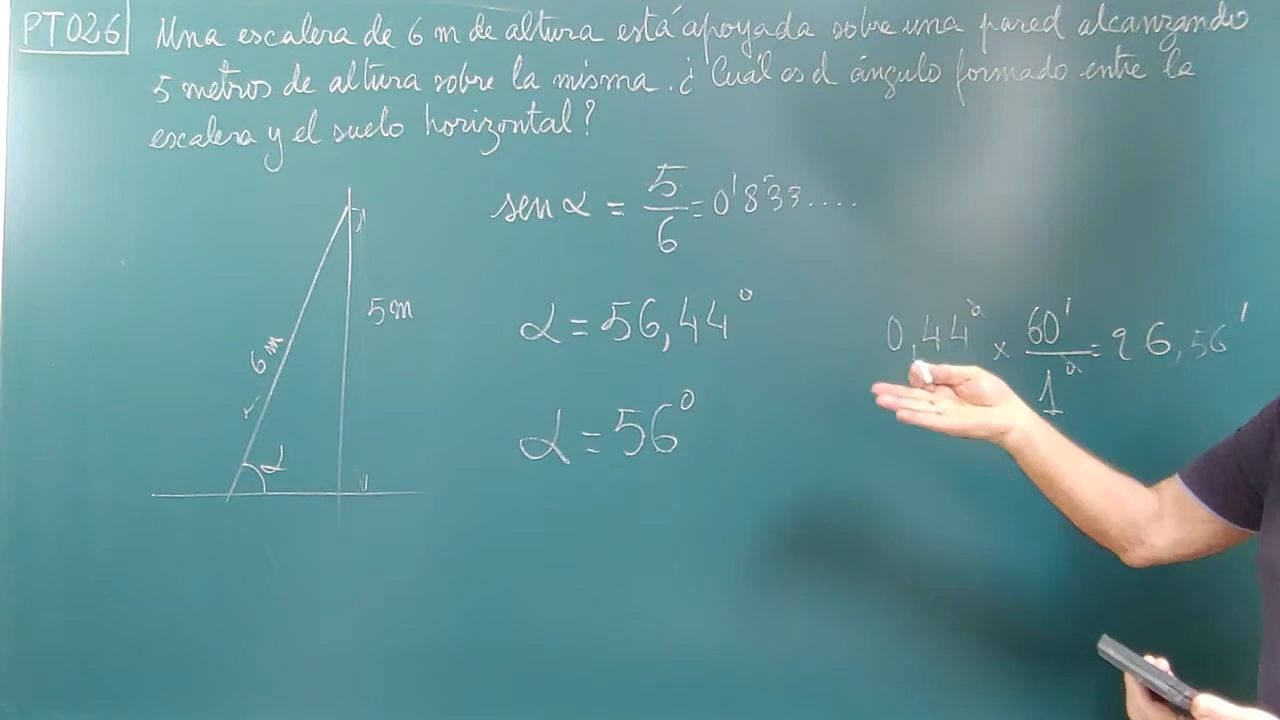 PT026 Una escalera de 6 m de altura está apoyada sobre una pared alcanzando
5 metros de altura sobre la misma. ¿Cuál es el ángulo formado entre la
escalera y el suelo horizontal?
sen α = 5/6 = 0'833....
α = 56,44°
0,44° x 60'/1° = 26,56'
α = 56°
6 m
5 m
α